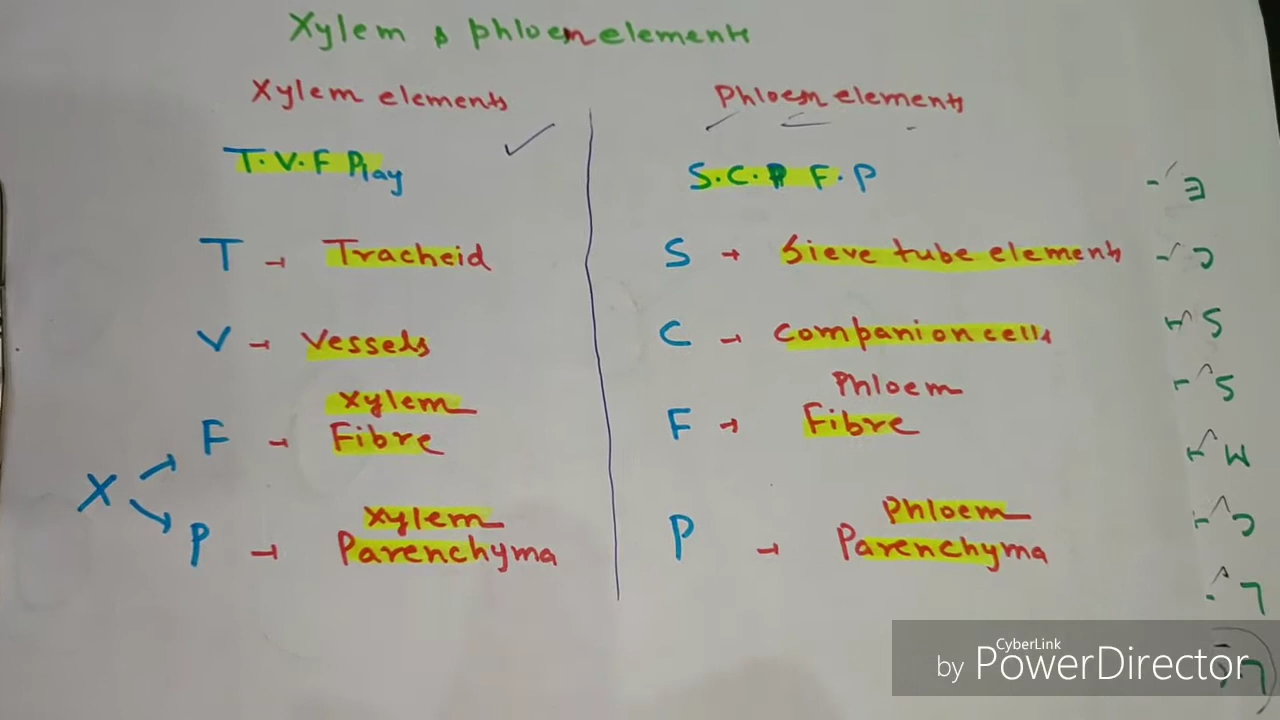 Xylem & phloem elements
Xylem elements
T.V.F Play
T → Tracheid
V → Vessels
X
F → Xylem Fibre
P → Xylem Parenchyma
Phloem elements
S.C.P F.P
S → Sieve tube elements
C → Companion cells
F → Phloem Fibre
P → Phloem Parenchyma
CyberLink
by PowerDirector